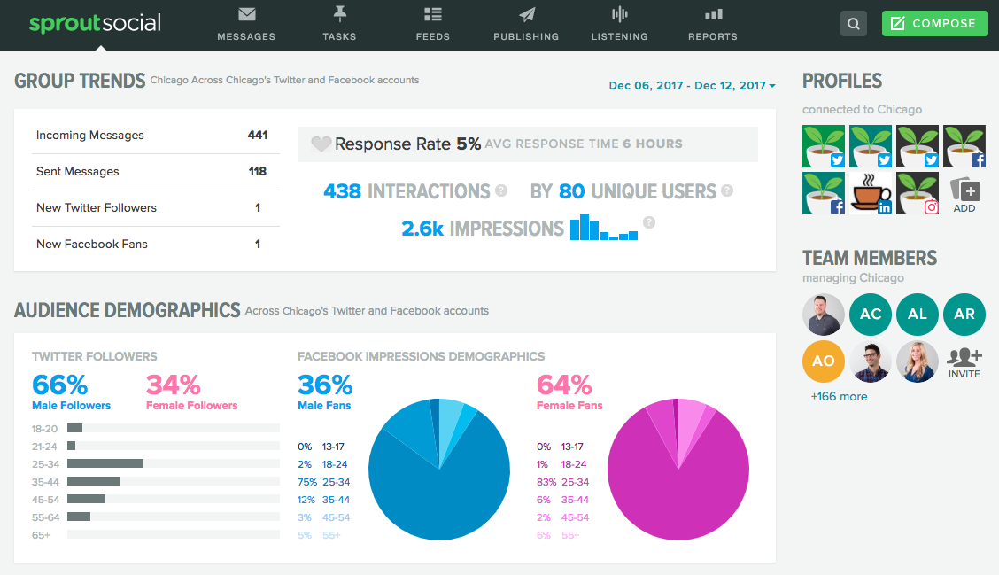 sproutsocial
MESSAGES
TASKS
FEEDS
PUBLISHING
LISTENING
REPORTS
COMPOSE
GROUP TRENDS Chicago Across Chicago's Twitter and Facebook accounts
Dec 06, 2017 - Dec 12, 2017
Incoming Messages 441
Sent Messages 118
New Twitter Followers 1
New Facebook Fans 1
Response Rate 5% AVG RESPONSE TIME 6 HOURS
438 INTERACTIONS ? BY 80 UNIQUE USERS ?
2.6k IMPRESSIONS ?
AUDIENCE DEMOGRAPHICS Across Chicago's Twitter and Facebook accounts
TWITTER FOLLOWERS
66%
Male Followers
34%
Female Followers
18-20
21-24
25-34
35-44
45-54
55-64
65+
FACEBOOK IMPRESSIONS DEMOGRAPHICS
36%
Male Fans
0% 13-17
2% 18-24
75% 25-34
12% 35-44
3% 45-54
5% 55+
64%
Female Fans
0% 13-17
1% 18-24
83% 25-34
6% 35-44
2% 45-54
6% 55+
PROFILES
connected to Chicago
f
f
in
ADD
TEAM MEMBERS
managing Chicago
AC
AL
AR
AO
INVITE
+166 more